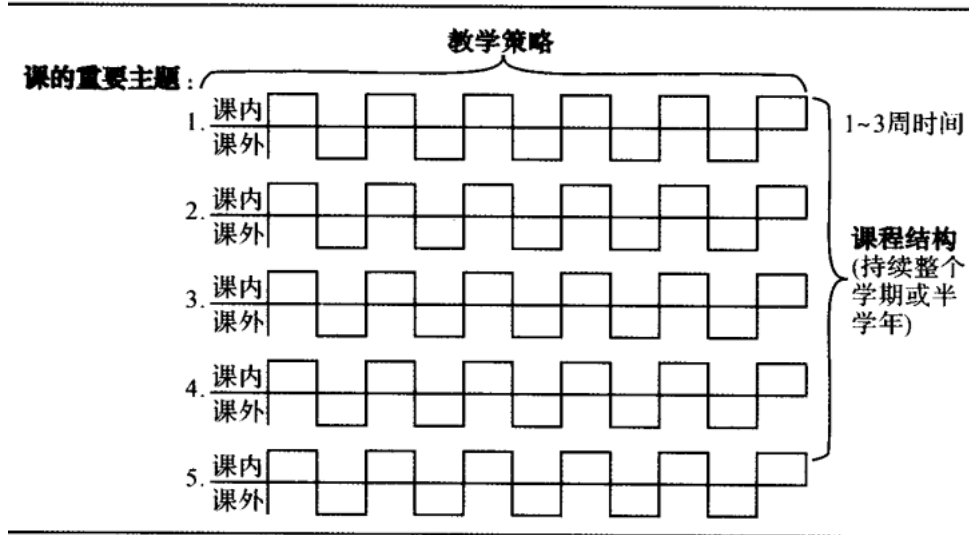 教学策略
课的重要主题：
1.
课内
课外
1~3周时间
2.
课内
课外
课程结构
(持续整个
学期或半
学年)
3.
课内
课外
4.
课内
课外
5.
课内
课外